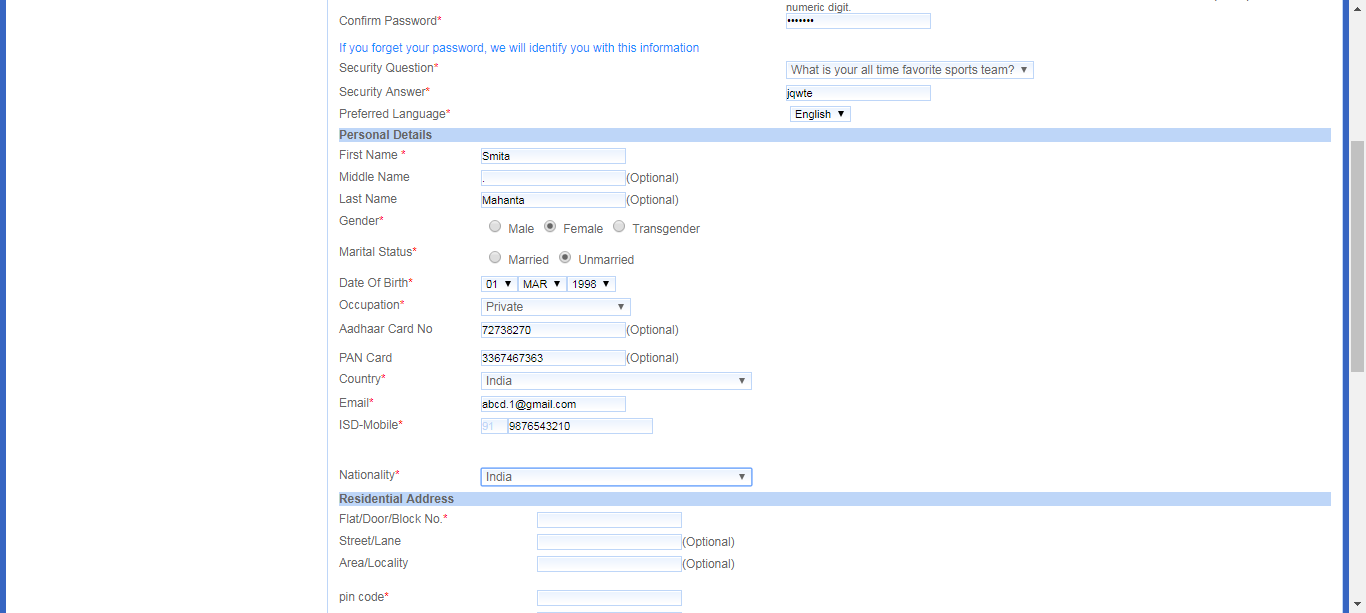 numeric digit.
Confirm Password* •••••••
If you forget your password, we will identify you with this information
Security Question* What is your all time favorite sports team?
Security Answer* jqwte
Preferred Language* English
Personal Details
First Name * Smita
Middle Name . (Optional)
Last Name Mahanta (Optional)
Gender* Male Female Transgender
Marital Status* Married Unmarried
Date Of Birth* 01 MAR 1998
Occupation* Private
Aadhaar Card No 72738270 (Optional)
PAN Card 3367467363 (Optional)
Country* India
Email* abcd.1@gmail.com
ISD-Mobile* 91 9876543210
Nationality* India
Residential Address
Flat/Door/Block No.*
Street/Lane (Optional)
Area/Locality (Optional)
pin code*